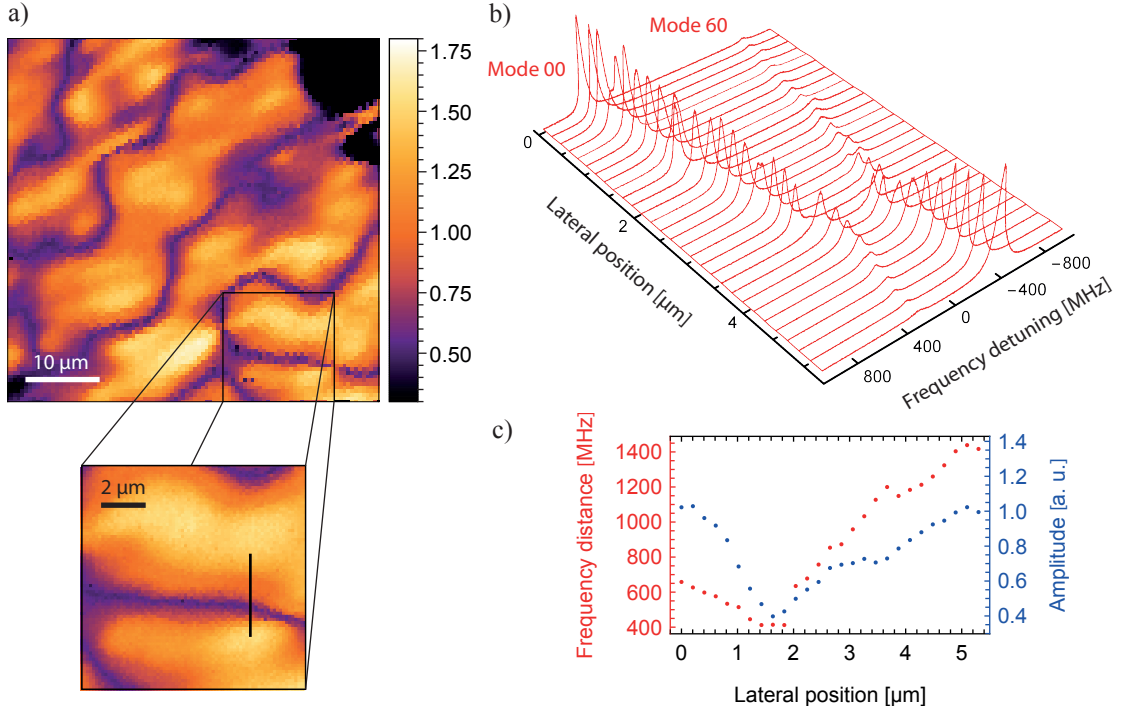 a)
1.75
1.50
1.25
1.00
0.75
0.50
10 µm
2 µm
b)
Mode 60
Mode 00
0
2
4
Lateral position [µm]
800
400
0
−400
−800
Frequency detuning [MHz]
c)
Frequency distance [MHz]
1400
1200
1000
800
600
400
1.4
1.2
1.0
0.8
0.6
0.4
Amplitude [a. u.]
0 1 2 3 4 5
Lateral position [µm]